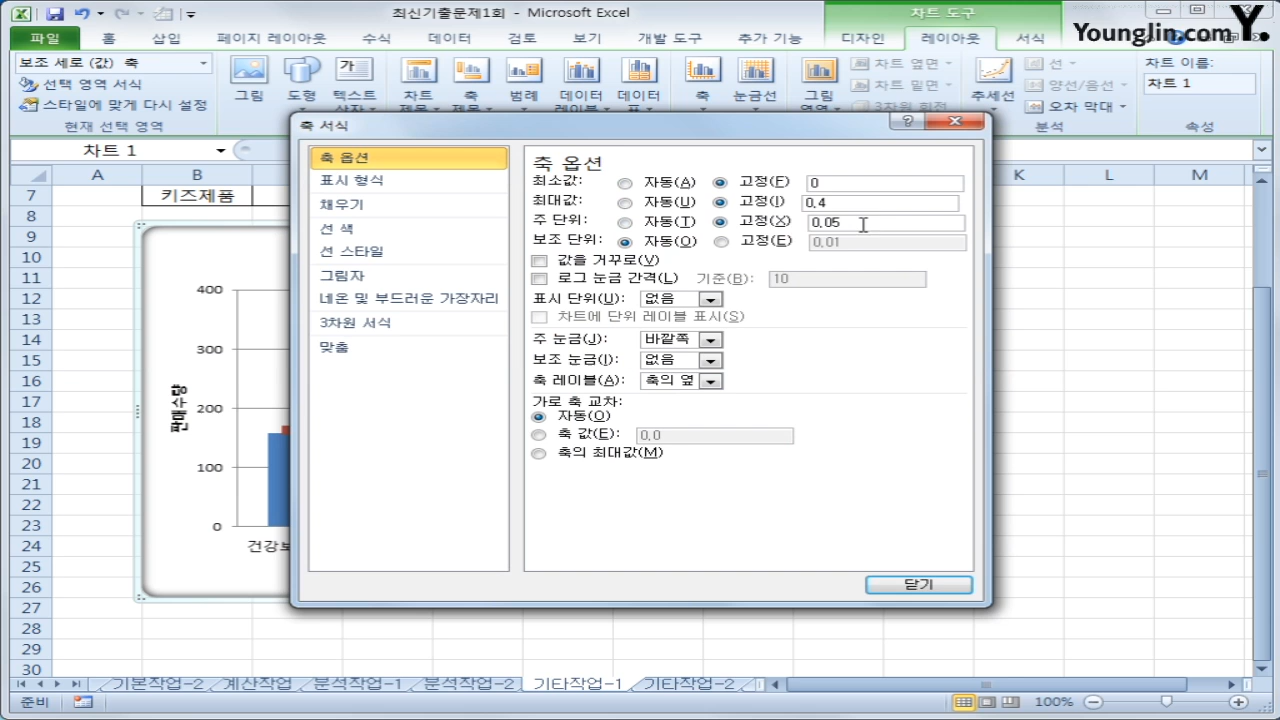 최신기출문제1회 - Microsoft Excel
차트 도구
Younglin.com Y.
파일 홈 삽입 페이지 레이아웃 수식 데이터 검토 보기 개발 도구 추가 기능 디자인 레이아웃 서식
보조 세로 (값) 축
선택 영역 서식
스타일에 맞게 다시 설정
현재 선택 영역
그림 도형 텍스트
차트 축 범례 데이터 데이터
축 눈금선
그림
차트 옆면
차트 밑면
3차원 회전
추세선
선
양선/음선
오차 막대
분석
차트 이름:
차트 1
속성
차트 1
A B K L M
7 키즈제품
8
9
10
11
12
13
14
15
16
17
18
19
20
21
22
23
24
25
26
27
28
29
30
400
300
200
100
0
판매수량
건강보
축 서식
축 옵션
표시 형식
채우기
선 색
선 스타일
그림자
네온 및 부드러운 가장자리
3차원 서식
맞춤
축 옵션
최소값: 자동(A) 고정(F) 0
최대값: 자동(U) 고정(I) 0.4
주 단위: 자동(T) 고정(X) 0.05
보조 단위: 자동(O) 고정(E) 0.01
값을 거꾸로(V)
로그 눈금 간격(L) 기준(B): 10
표시 단위(U): 없음
차트에 단위 레이블 표시(S)
주 눈금(J): 바깥쪽
보조 눈금(I): 없음
축 레이블(A): 축의 옆
가로 축 교차:
자동(O)
축 값(E): 0.0
축의 최대값(M)
닫기
기본작업-2 계산작업 분석작업-1 분석작업-2 기타작업-1 기타작업-2
준비
100%